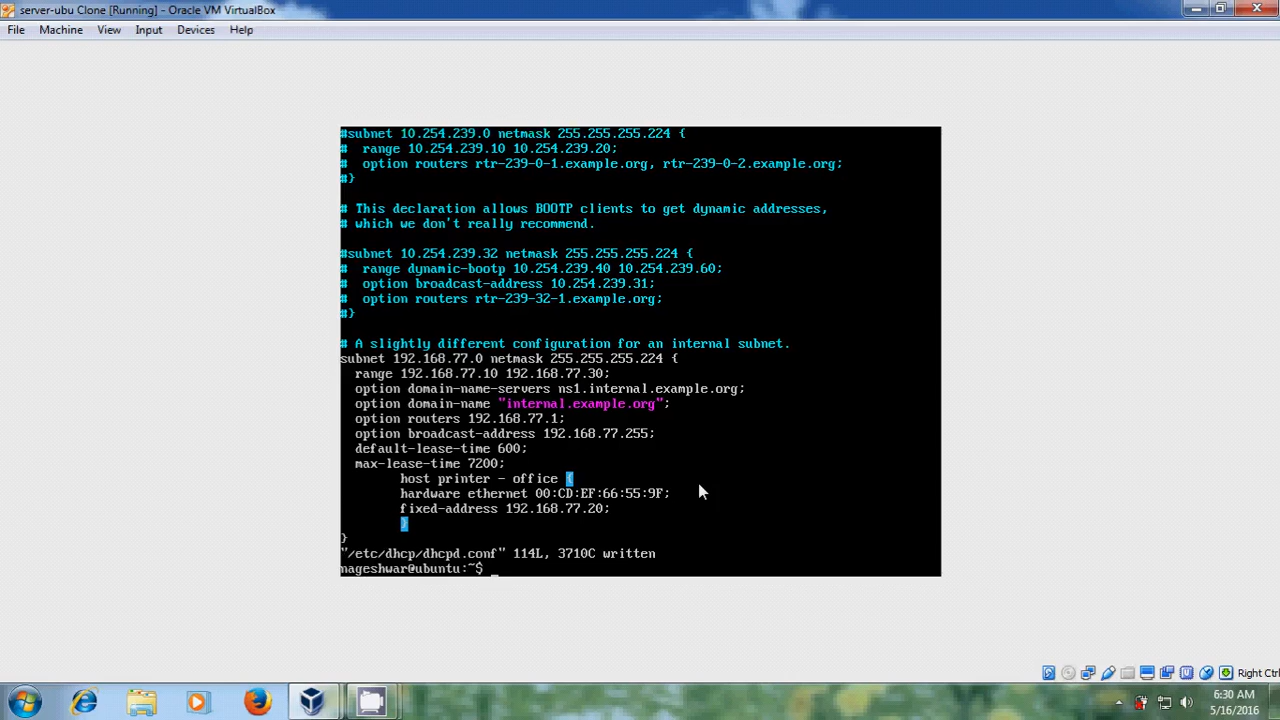 server-ubu Clone [Running] - Oracle VM VirtualBox
File Machine View Input Devices Help
#subnet 10.254.239.0 netmask 255.255.255.224 {
#  range 10.254.239.10 10.254.239.20;
#  option routers rtr-239-0-1.example.org, rtr-239-0-2.example.org;
#}
# This declaration allows BOOTP clients to get dynamic addresses,
# which we don't really recommend.
#subnet 10.254.239.32 netmask 255.255.255.224 {
#  range dynamic-bootp 10.254.239.40 10.254.239.60;
#  option broadcast-address 10.254.239.31;
#  option routers rtr-239-32-1.example.org;
#}
# A slightly different configuration for an internal subnet.
subnet 192.168.77.0 netmask 255.255.255.224 {
  range 192.168.77.10 192.168.77.30;
  option domain-name-servers ns1.internal.example.org;
  option domain-name "internal.example.org";
  option routers 192.168.77.1;
  option broadcast-address 192.168.77.255;
  default-lease-time 600;
  max-lease-time 7200;
        host printer - office {
        hardware ethernet 00:CD:EF:66:55:9F;
        fixed-address 192.168.77.20;
        }
}
"/etc/dhcp/dhcpd.conf" 114L, 3710C written
nageshwar@ubuntu:~$ _
Right Ctrl
6:30 AM
5/16/2016